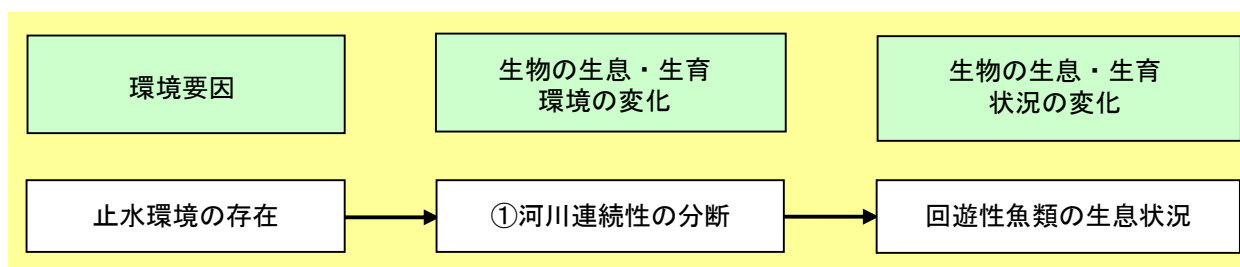 環境要因
生物の生息・生育
環境の変化
生物の生息・生育
状況の変化
止水環境の存在
①河川連続性の分断
回遊性魚類の生息状況